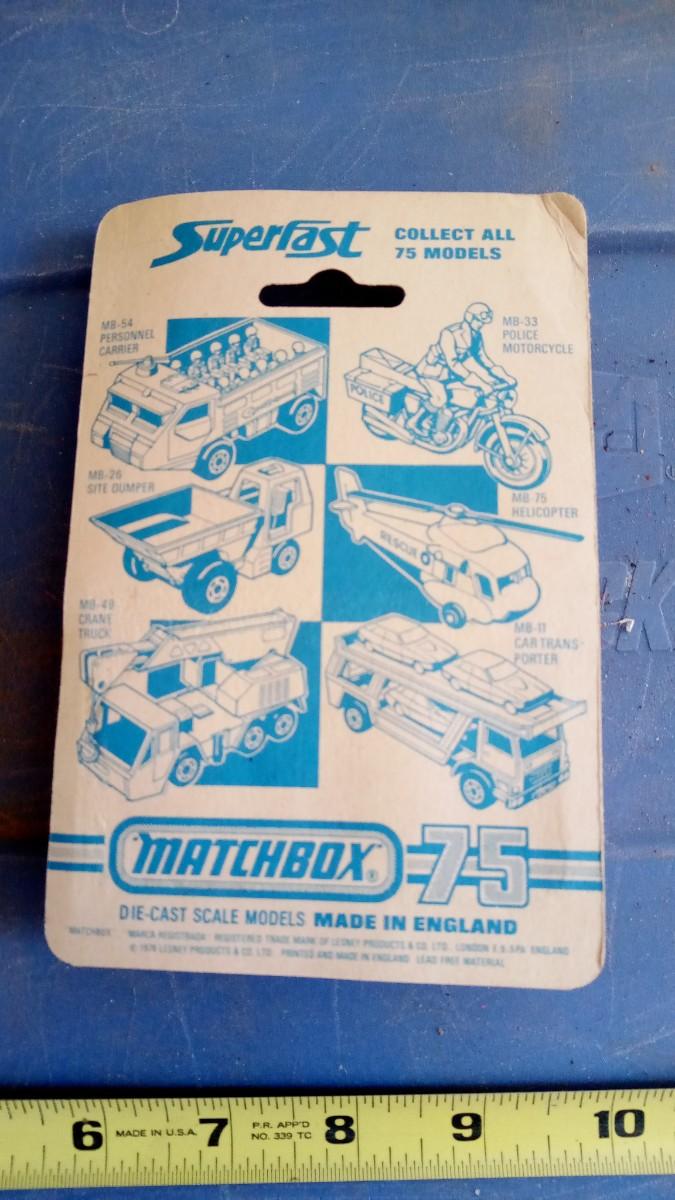 Superfast
COLLECT ALL
75 MODELS
MB-54
PERSONNEL
CARRIER
MB-33
POLICE
MOTORCYCLE
POLICE
MB-26
SITE DUMPER
MB-75
HELICOPTER
RESCUE
MB-49
CRANE
TRUCK
MB-11
CAR TRANS-
PORTER
"MATCHBOX"® 75
DIE-CAST SCALE MODELS MADE IN ENGLAND
"MATCHBOX" "MARCA REGISTRADA" REGISTERED TRADE MARK OF LESNEY PRODUCTS & CO. LTD. LONDON E.9.5PA ENGLAND
© 1976 LESNEY PRODUCTS & CO. LTD. PRINTED AND MADE IN ENGLAND LEAD FREE MATERIAL
6 MADE IN U.S.A. 7 P.R. APP'D 8 9 10
NO. 339 TC